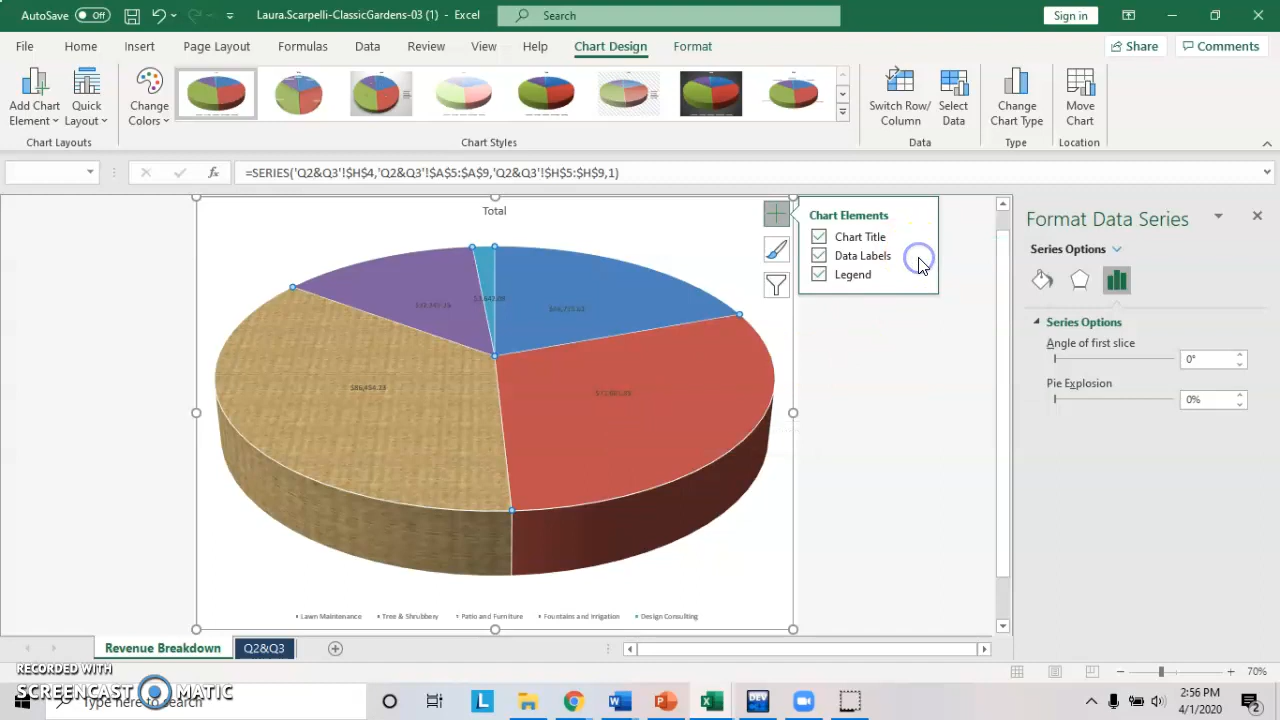 AutoSave Off Laura.Scarpelli-ClassicGardens-03 (1) - Excel Search Sign in
File Home Insert Page Layout Formulas Data Review View Help Chart Design Format Share Comments
Add Chart Element Quick Layout Change Colors Switch Row/ Column Select Data Change Chart Type Move Chart
Chart Layouts Chart Styles Data Type Location
fx =SERIES('Q2&Q3'!$H$4,'Q2&Q3'!$A$5:$A$9,'Q2&Q3'!$H$5:$H$9,1)
Total
Chart Elements
Chart Title
Data Labels
Legend
Format Data Series
Series Options
Series Options
Angle of first slice
0°
Pie Explosion
0%
$86,454.23
Lawn Maintenance Tree & Shrubbery Patio and Furniture Fountains and Irrigation Design Consulting
Revenue Breakdown Q2&Q3
70%
RECORDED WITH
SCREENCAST MATIC
Type here to search
2:56 PM
4/1/2020
2